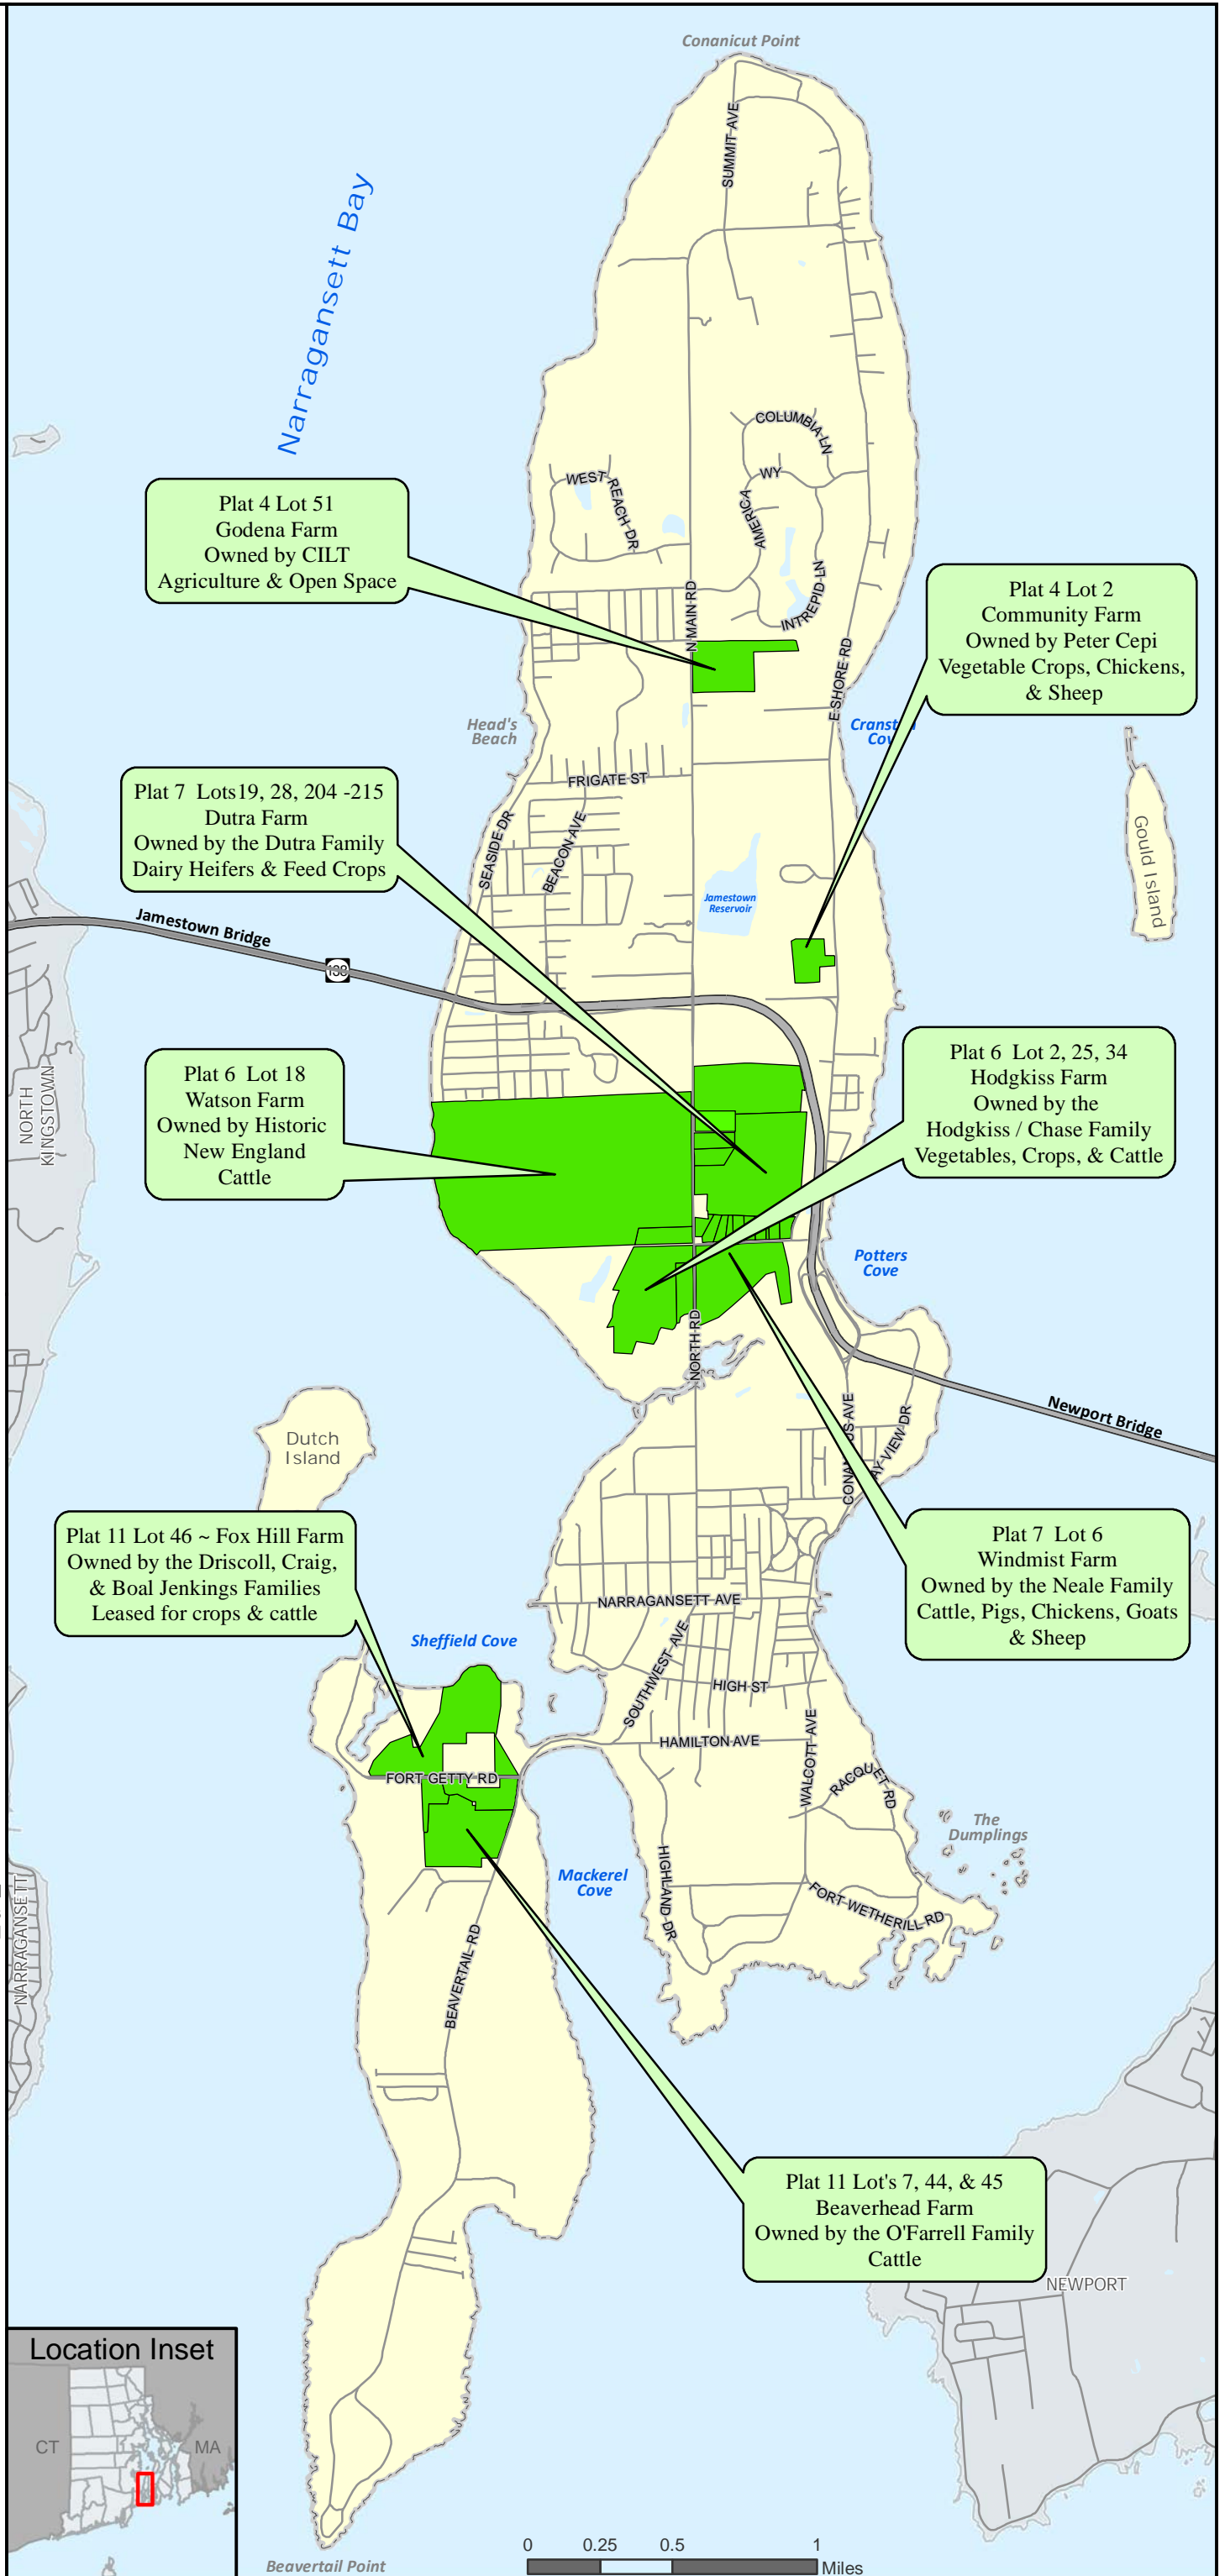 Conanicut Point
SUMMIT AVE
Narragansett Bay
COLUMBIA LN
WEST REACH DR
AMERICA WY
INTREPID LN
N MAIN RD
E SHORE RD
Plat 4 Lot 51
Godena Farm
Owned by CILT
Agriculture & Open Space
Plat 4 Lot 2
Community Farm
Owned by Peter Cepi
Vegetable Crops, Chickens,
& Sheep
Head's
Beach
FRIGATE ST
Gould Island
Plat 7 Lots19, 28, 204 -215
Dutra Farm
Owned by the Dutra Family
Dairy Heifers & Feed Crops
SEASIDE DR
BEACON AVE
Jamestown
Reservoir
Jamestown Bridge
138
NORTH
KINGSTOWN
Plat 6 Lot 18
Watson Farm
Owned by Historic
New England
Cattle
Plat 6 Lot 2, 25, 34
Hodgkiss Farm
Owned by the
Hodgkiss / Chase Family
Vegetables, Crops, & Cattle
Potters
Cove
NORTH RD
Newport Bridge
Dutch
Island
Plat 11 Lot 46 ~ Fox Hill Farm
Owned by the Driscoll, Craig,
& Boal Jenkings Families
Leased for crops & cattle
Plat 7 Lot 6
Windmist Farm
Owned by the Neale Family
Cattle, Pigs, Chickens, Goats
& Sheep
NARRAGANSETT AVE
Sheffield Cove
SOUTHWEST AVE
HIGH ST
HAMILTON AVE
WALCOTT AVE
RACQUET RD
FORT GETTY RD
The
Dumplings
Mackerel
Cove
HIGHLAND DR
FORT WETHERILL RD
NARRAGANSETT
BEAVERTAIL RD
Plat 11 Lot's 7, 44, & 45
Beaverhead Farm
Owned by the O'Farrell Family
Cattle
NEWPORT
Location Inset
CT
MA
Beavertail Point
0 0.25 0.5 1
Miles